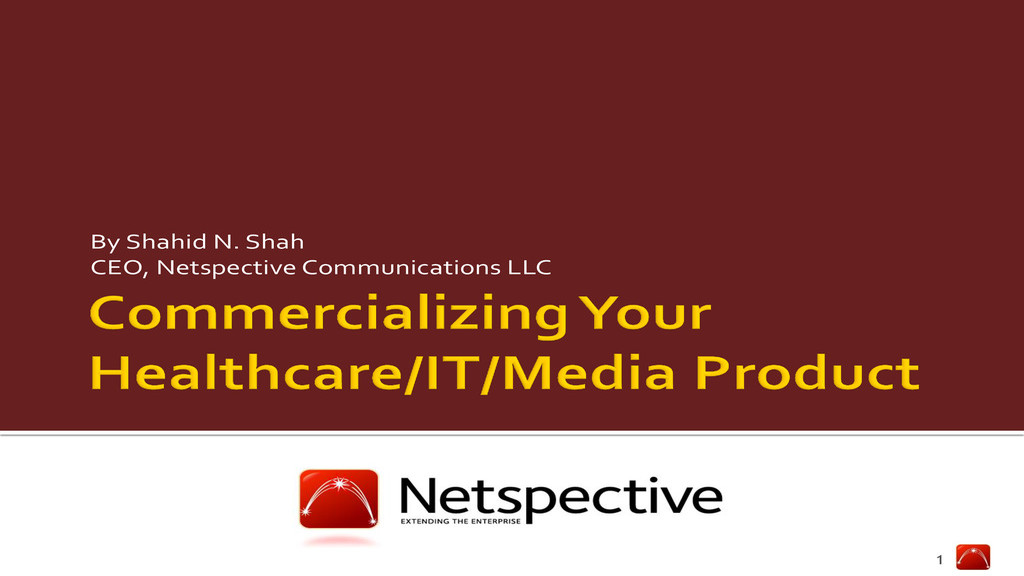 By Shahid N. Shah
CEO, Netspective Communications LLC
Commercializing Your
Healthcare/IT/Media Product
Netspective
EXTENDING THE ENTERPRISE
1